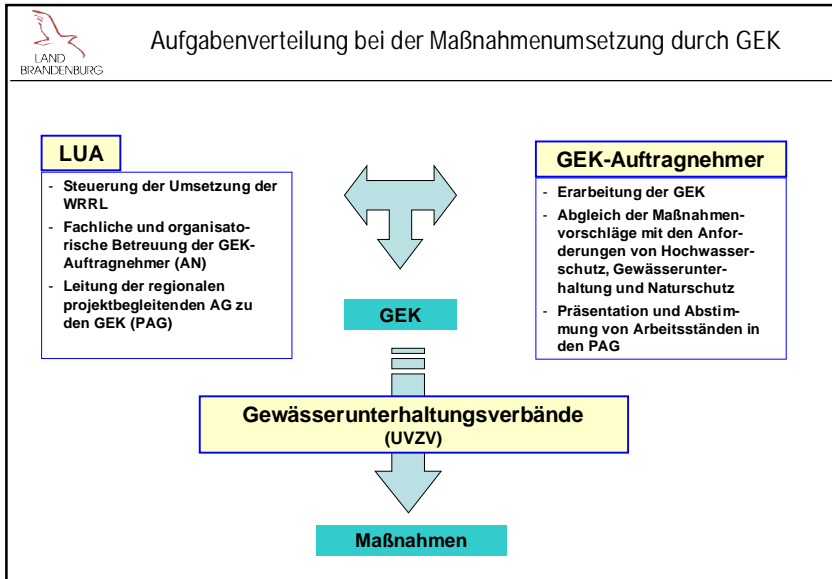 Aufgabenverteilung bei der Maßnahmenumsetzung durch GEK
LAND
BRANDENBURG
LUA
- Steuerung der Umsetzung der
WRRL
- Fachliche und organisato-
rische Betreuung der GEK-
Auftragnehmer (AN)
- Leitung der regionalen
projektbegleitenden AG zu
den GEK (PAG)
GEK-Auftragnehmer
- Erarbeitung der GEK
- Abgleich der Maßnahmen-
vorschläge mit den Anfor-
derungen von Hochwasser-
schutz, Gewässerunter-
haltung und Naturschutz
- Präsentation und Abstim-
mung von Arbeitsständen in
den PAG
GEK
Gewässerunterhaltungsverbände
(UVZV)
Maßnahmen